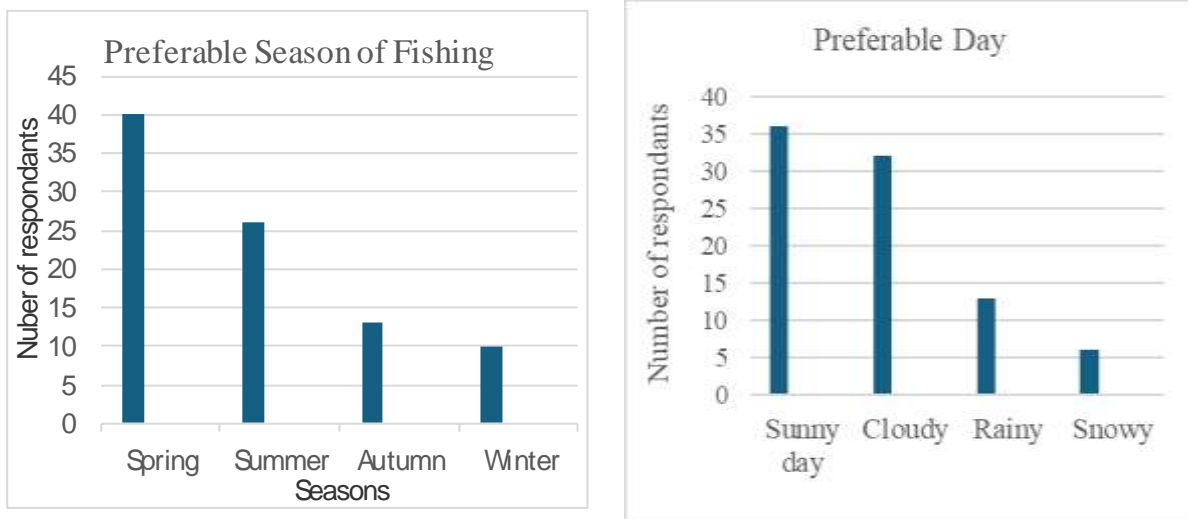 Preferable Season of Fishing
Nuber of respondants
45
40
35
30
25
20
15
10
5
0
Spring Summer Autumn Winter
Seasons
Preferable Day
Number of respondants
40
35
30
25
20
15
10
5
0
Sunny day Cloudy Rainy Snowy